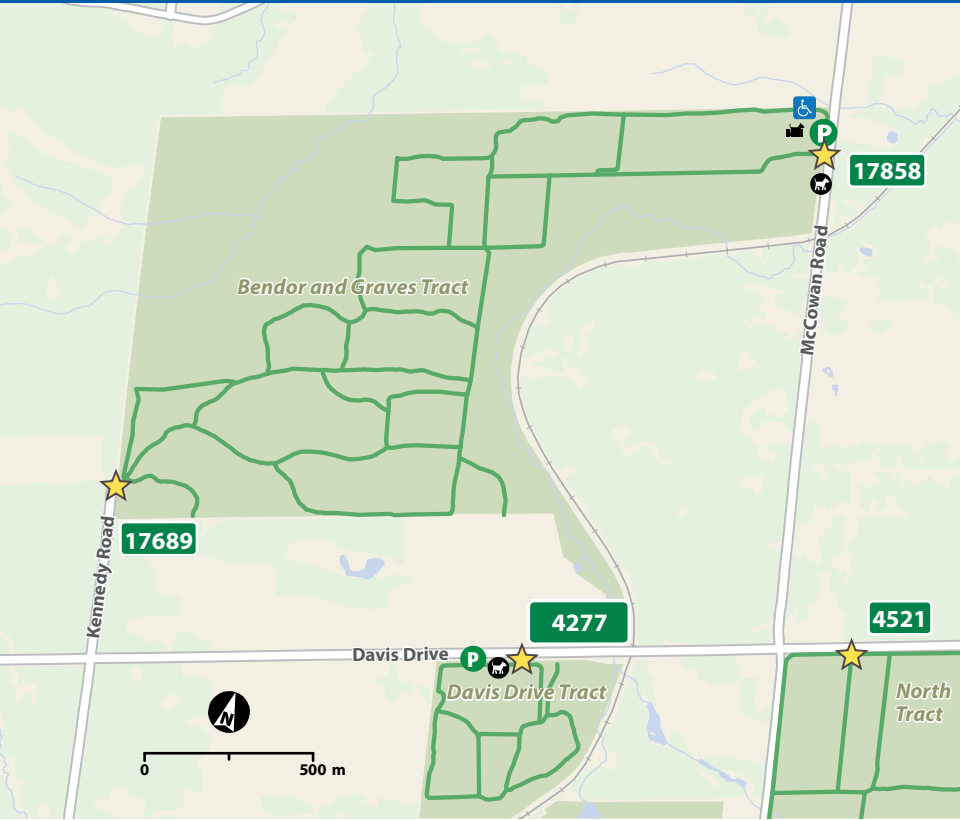 P
17858
McCowan Road
Bendor and Graves Tract
17689
Kennedy Road
4277
4521
Davis Drive
P
Davis Drive Tract
North
Tract
N
0
500 m